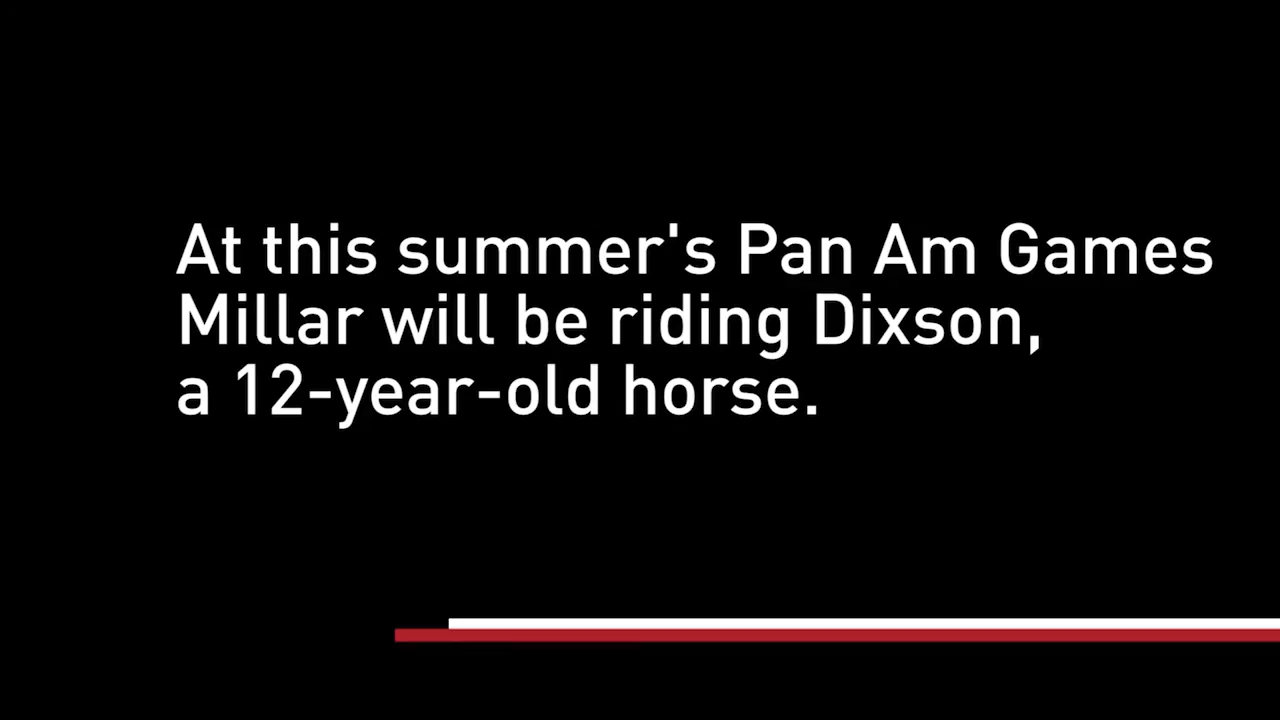 At this summer's Pan Am Games
Millar will be riding Dixson,
a 12-year-old horse.